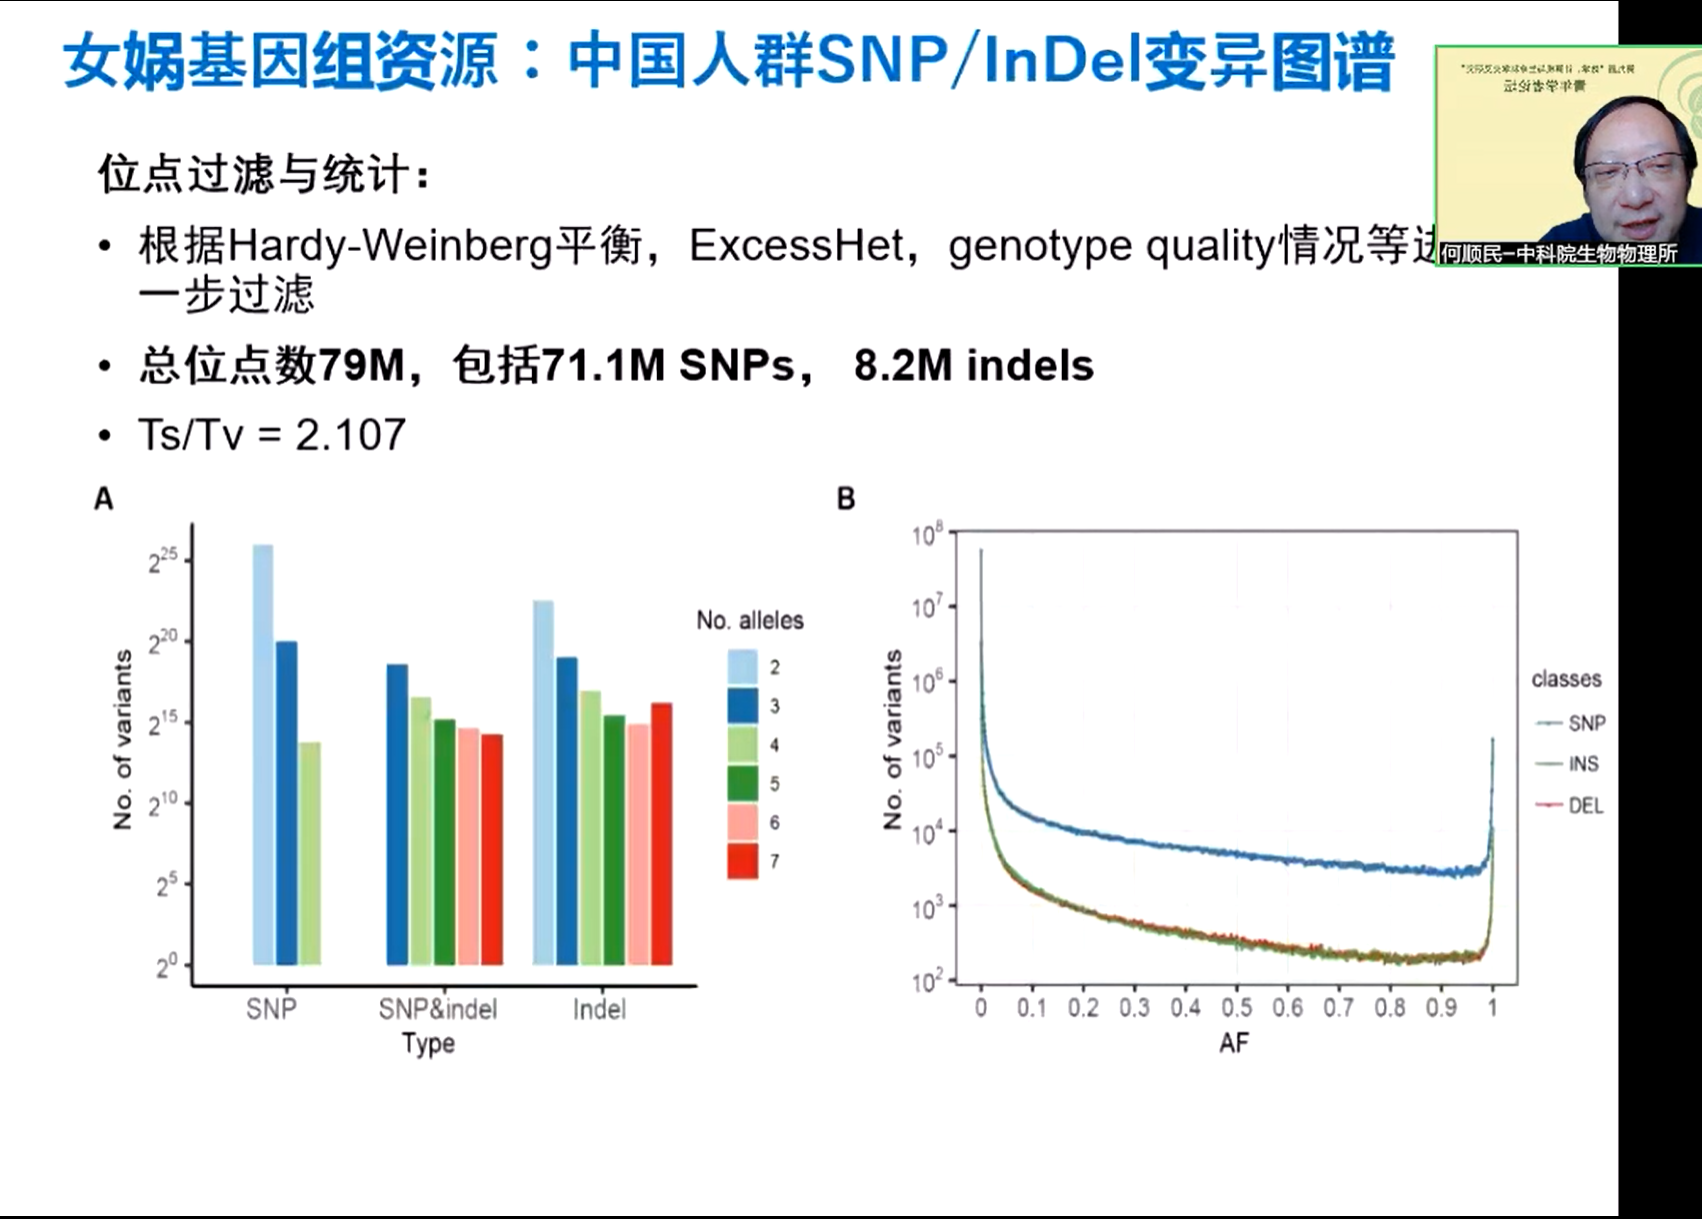 女娲基因组资源：中国人群SNP/InDel变异图谱
位点过滤与统计：
• 根据Hardy-Weinberg平衡，ExcessHet，genotype quality情况等进
一步过滤
• 总位点数79M，包括71.1M SNPs， 8.2M indels
• Ts/Tv = 2.107
何顺民-中科院生物物理所
青年学者论坛
A
No. of variants
2^25
2^20
2^15
2^10
2^5
2^0
SNP
SNP&indel
Indel
Type
No. alleles
2
3
4
5
6
7
B
No. of variants
10^8
10^7
10^6
10^5
10^4
10^3
10^2
0 0.1 0.2 0.3 0.4 0.5 0.6 0.7 0.8 0.9 1
AF
classes
SNP
INS
DEL